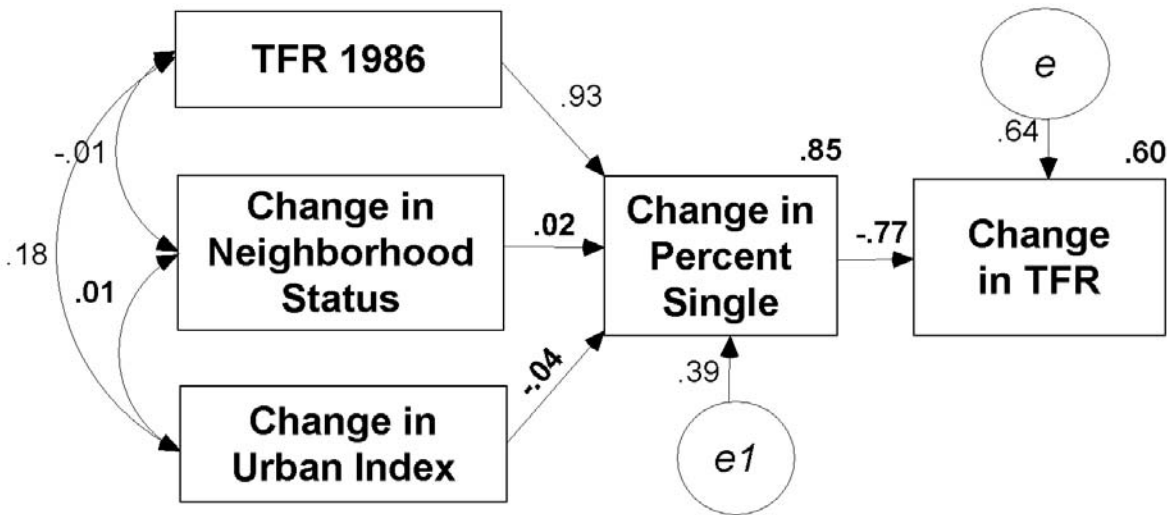 TFR 1986
e
.93
.64
-.01
.85
.60
Change in
Neighborhood
Status
.02
Change in
Percent
Single
-.77
Change
in TFR
.18
.01
-.04
.39
Change in
Urban Index
e1